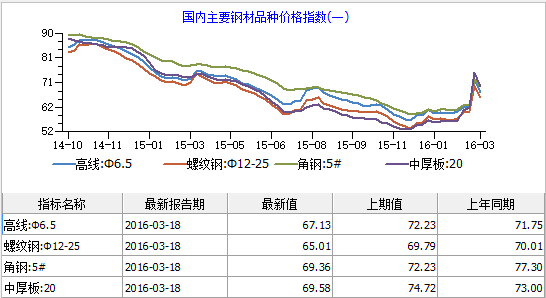 国内主要钢材品种价格指数(一)
90
81
71
62
52
14-10 14-11 15-01 15-03 15-05 15-06 15-08 15-10 15-11 16-01 16-03
高线:Φ6.5 螺纹钢:Φ12-25 角钢:5# 中厚板:20
指标名称 最新报告期 最新值 上期值 上年同期
高线:Φ6.5 2016-03-18 67.13 72.23 71.75
螺纹钢:Φ12-25 2016-03-18 65.01 69.79 70.01
角钢:5# 2016-03-18 69.36 72.23 77.30
中厚板:20 2016-03-18 69.58 74.72 73.00